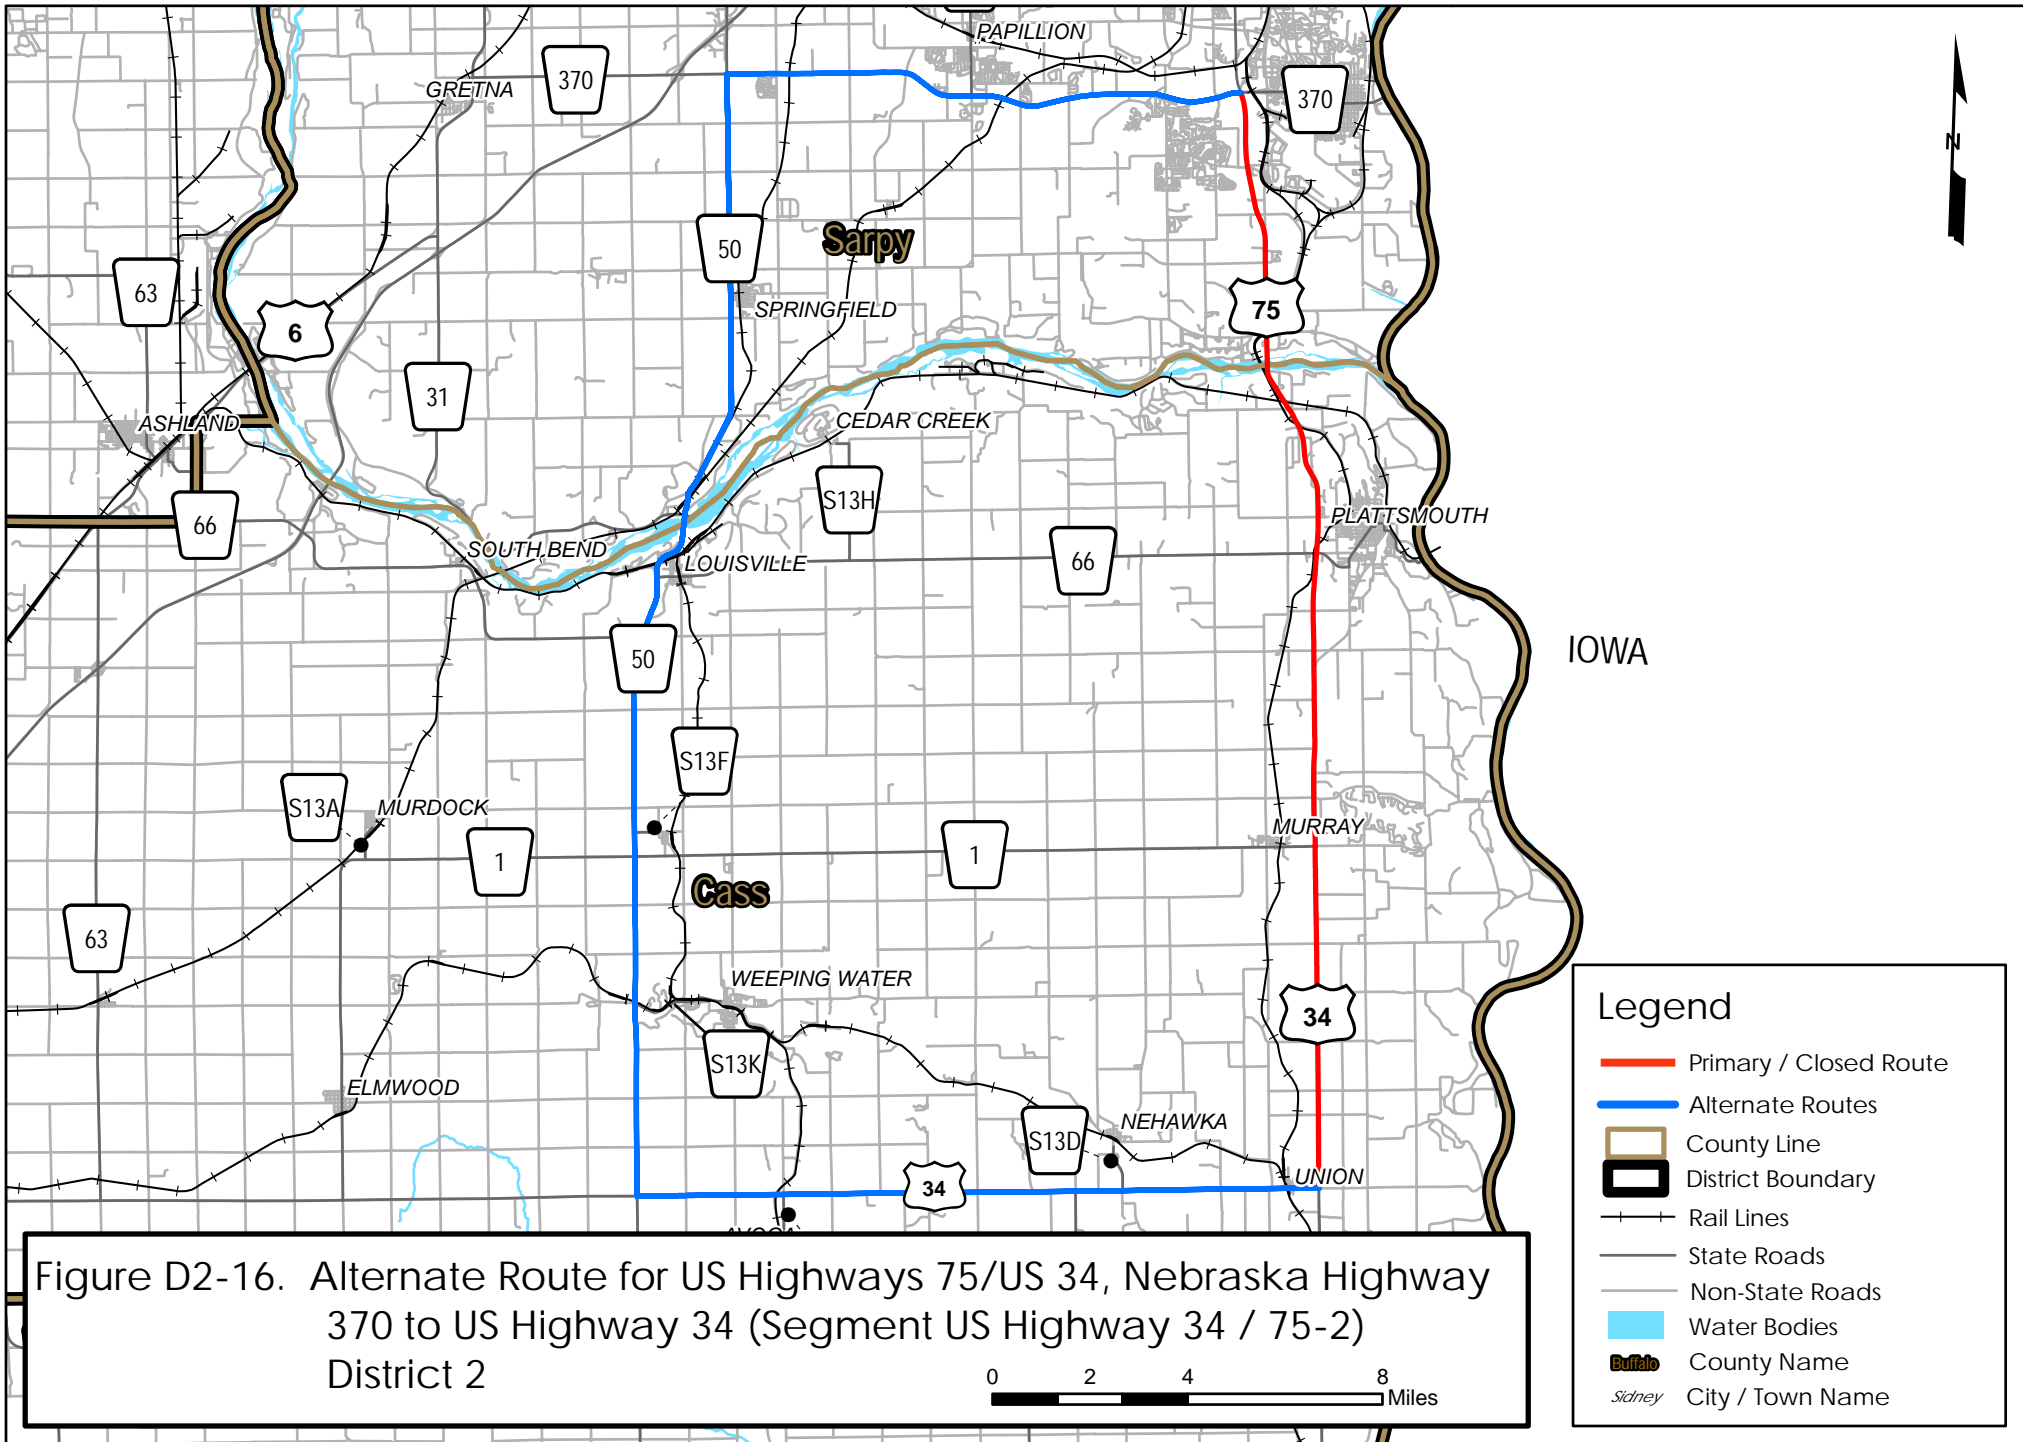 PAPILLION
GRETNA
370
370
50
Sarpy
63
6
SPRINGFIELD
75
31
ASHLAND
CEDAR CREEK
S13H
66
PLATTSMOUTH
SOUTH BEND
LOUISVILLE
66
50
IOWA
S13F
S13A
MURDOCK
MURRAY
1
1
Cass
63
WEEPING WATER
34
S13K
ELMWOOD
S13D
NEHAWKA
UNION
34
AVOCA
N
Legend
Primary / Closed Route
Alternate Routes
County Line
District Boundary
Rail Lines
State Roads
Non-State Roads
Water Bodies
Buffalo County Name
Sidney City / Town Name
Figure D2-16. Alternate Route for US Highways 75/US 34, Nebraska Highway
370 to US Highway 34 (Segment US Highway 34 / 75-2)
District 2
0 2 4 8
Miles